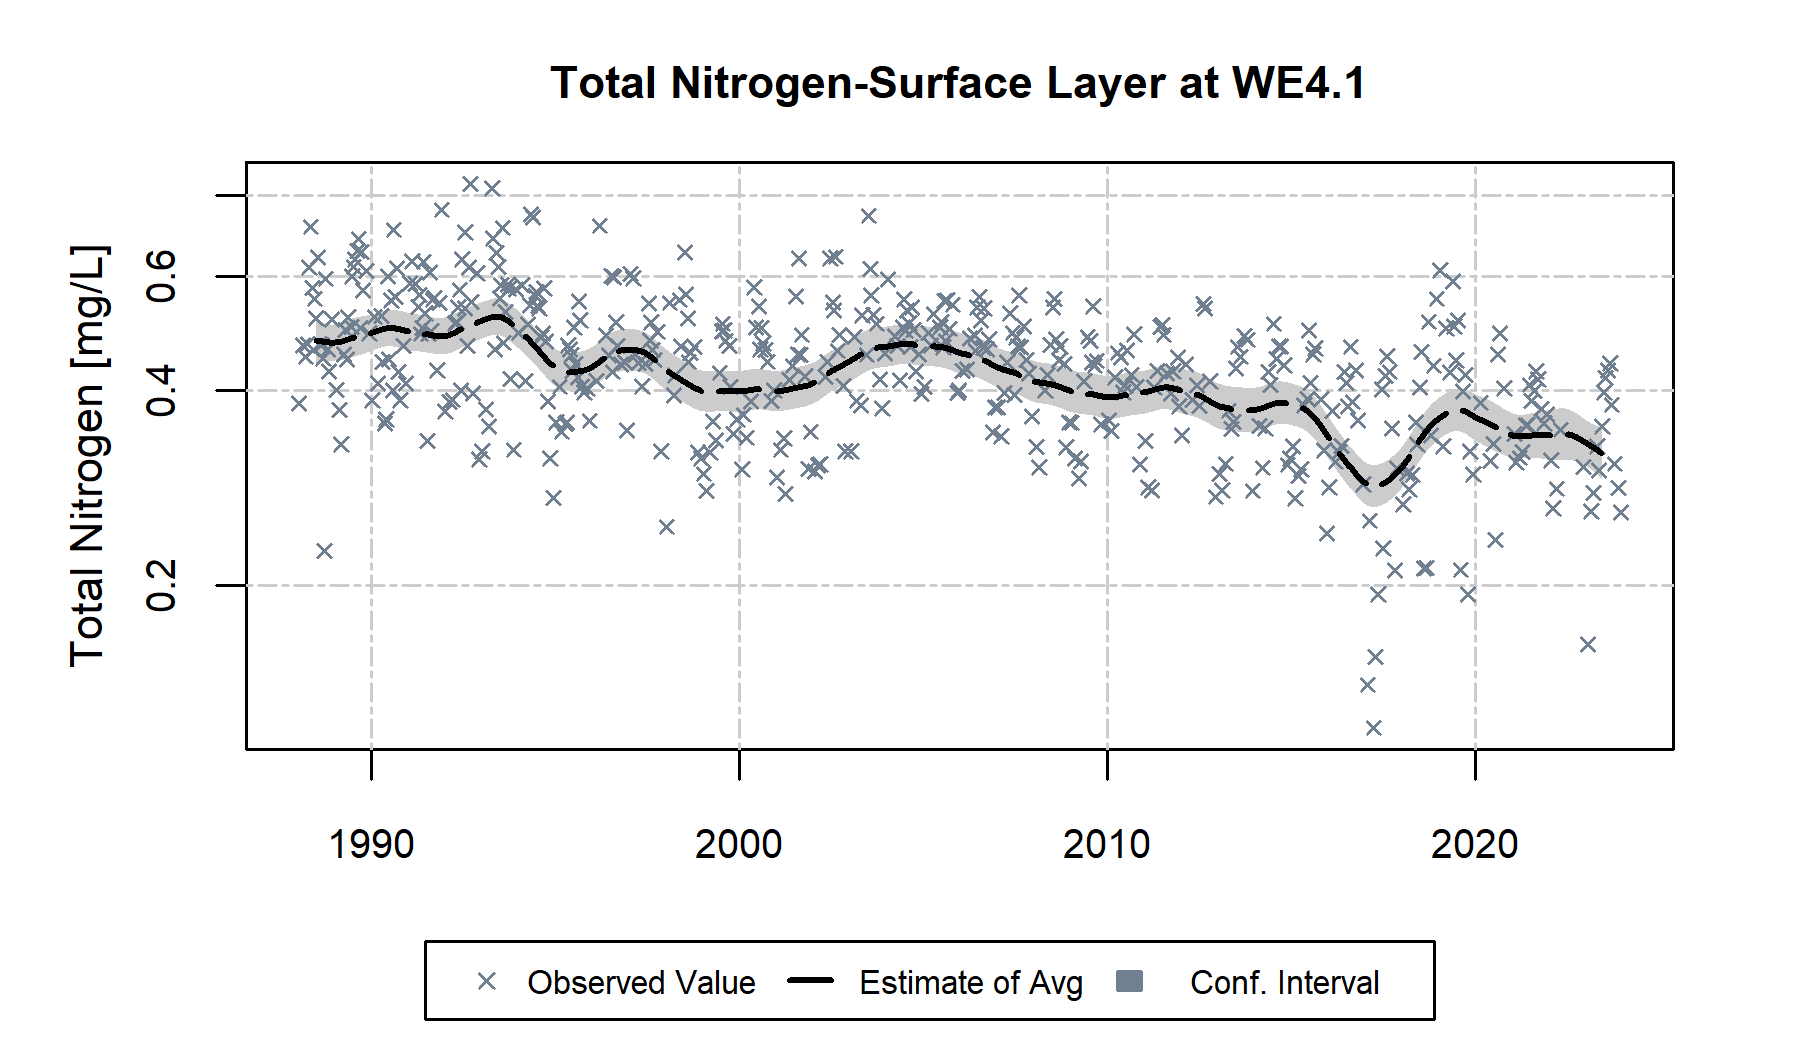 Total Nitrogen-Surface Layer at WE4.1
Total Nitrogen [mg/L]
0.6
0.4
0.2
1990 2000 2010 2020
Observed Value Estimate of Avg Conf. Interval